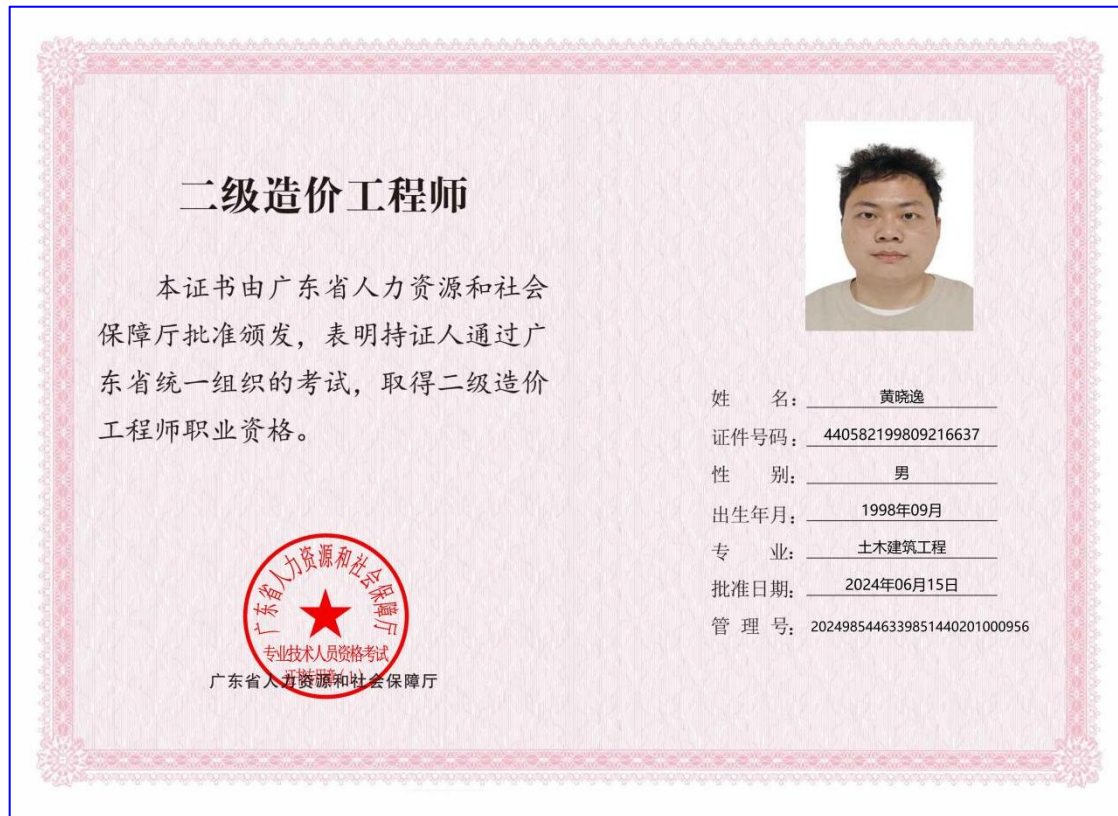 二级造价工程师
本证书由广东省人力资源和社会
保障厅批准颁发，表明持证人通过广
东省统一组织的考试，取得二级造价
工程师职业资格。
广东省人力资源和社会保障厅
专业技术人员资格考试
广东省人力资源和社会保障厅
姓名：黄晓逸
证件号码：440582199809216637
性别：男
出生年月：1998年09月
专业：土木建筑工程
批准日期：2024年06月15日
管理号：2024985446339851440201000956